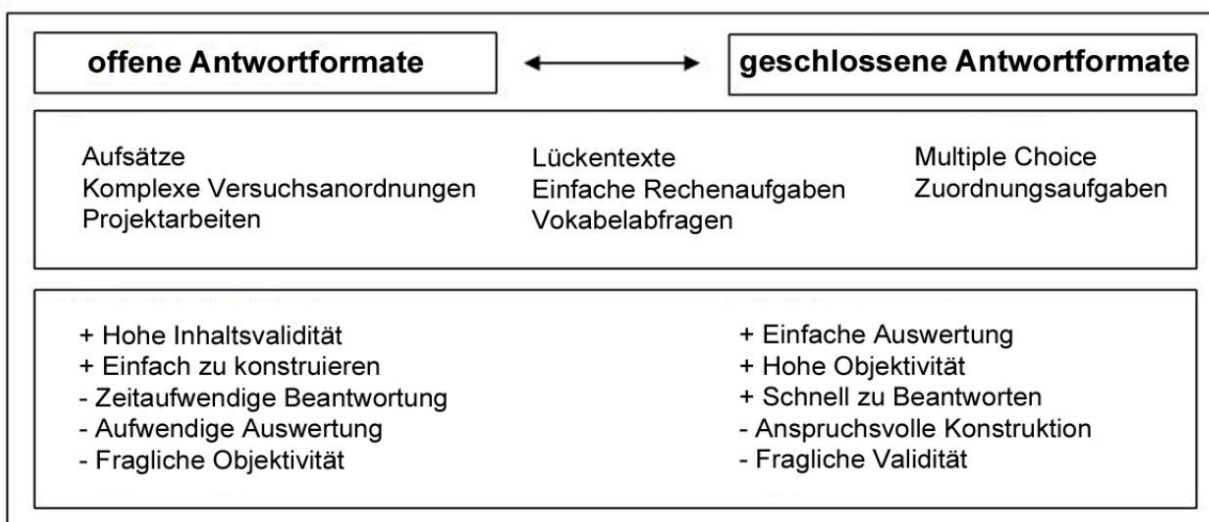 offene Antwortformate
geschlossene Antwortformate
Aufsätze
Komplexe Versuchsanordnungen
Projektarbeiten
Lückentexte
Einfache Rechenaufgaben
Vokabelabfragen
Multiple Choice
Zuordnungsaufgaben
+ Hohe Inhaltsvalidität
+ Einfach zu konstruieren
- Zeitaufwendige Beantwortung
- Aufwendige Auswertung
- Fragliche Objektivität
+ Einfache Auswertung
+ Hohe Objektivität
+ Schnell zu Beantworten
- Anspruchsvolle Konstruktion
- Fragliche Validität